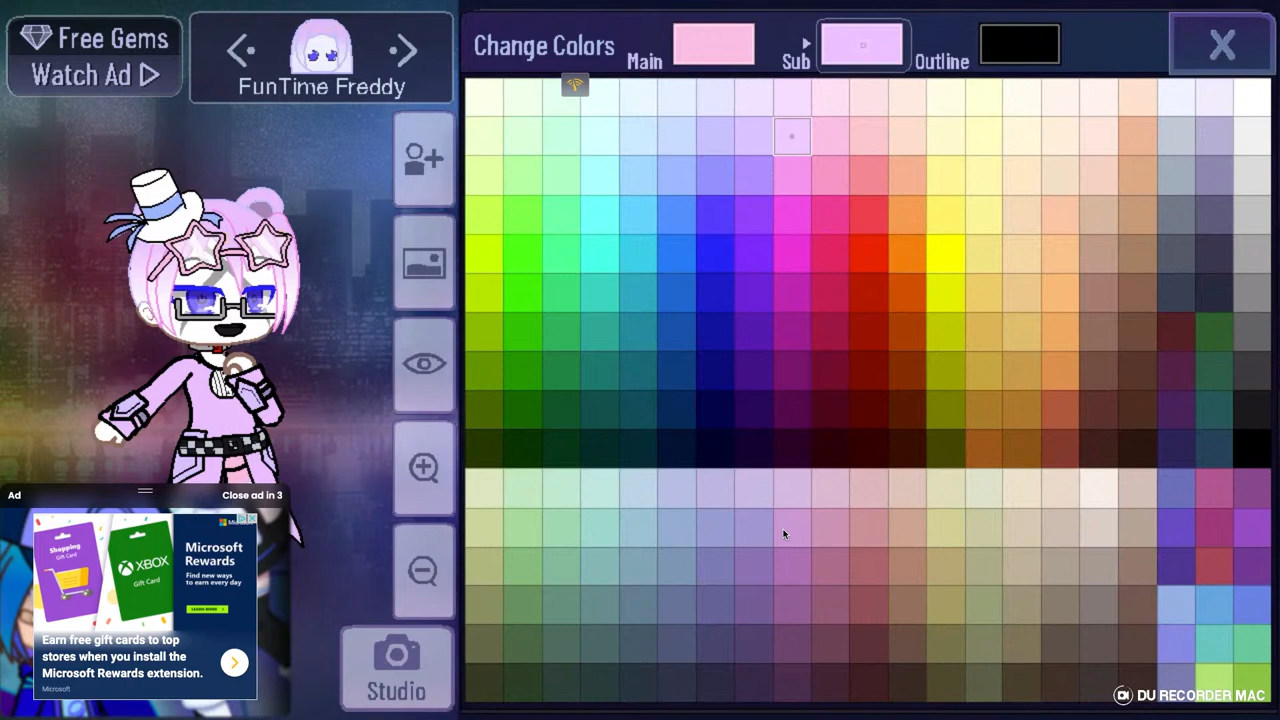 Free Gems
Watch Ad
FunTime Freddy
Change Colors
Main
Sub
Outline
X
Studio
Ad
Close ad in 3
Shopping
Gift Card
XBOX
Gift Card
Microsoft
Rewards
Find new ways
to earn every day
LEARN MORE
Earn free gift cards to top
stores when you install the
Microsoft Rewards extension.
Microsoft
DU RECORDER MAC